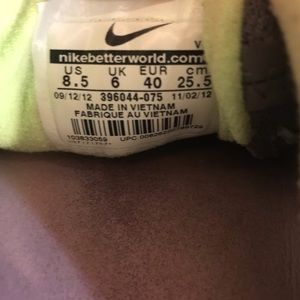 V
nikebetterworld.com
US UK EUR cm
8.5 6 40 25.5
09/12/12 396044-075 11/02/12
MADE IN VIETNAM
FABRIQUE AU VIETNAM
UPC